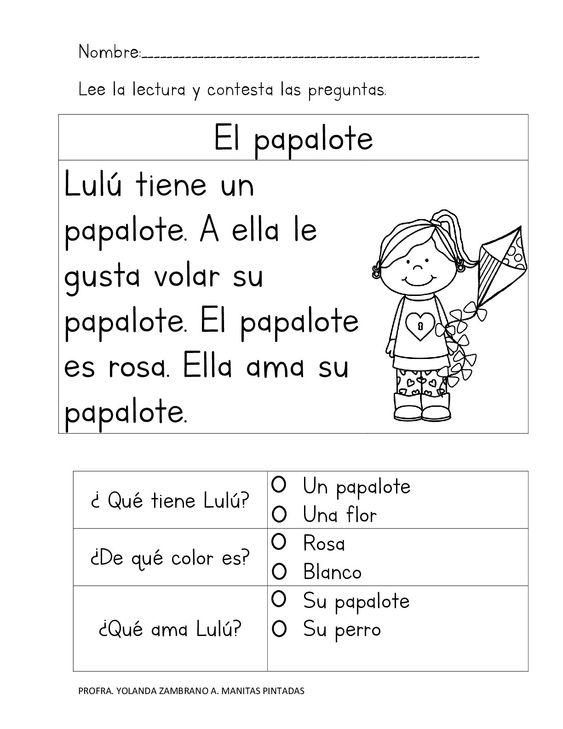 Nombre:____________________________________________________
Lee la lectura y contesta las preguntas.
El papalote
Lulú tiene un
papalote. A ella le
gusta volar su
papalote. El papalote
es rosa. Ella ama su
papalote.
¿ Qué tiene Lulú?
Un papalote
Una flor
¿De qué color es?
Rosa
Blanco
¿Qué ama Lulú?
Su papalote
Su perro
PROFRA. YOLANDA ZAMBRANO A. MANITAS PINTADAS